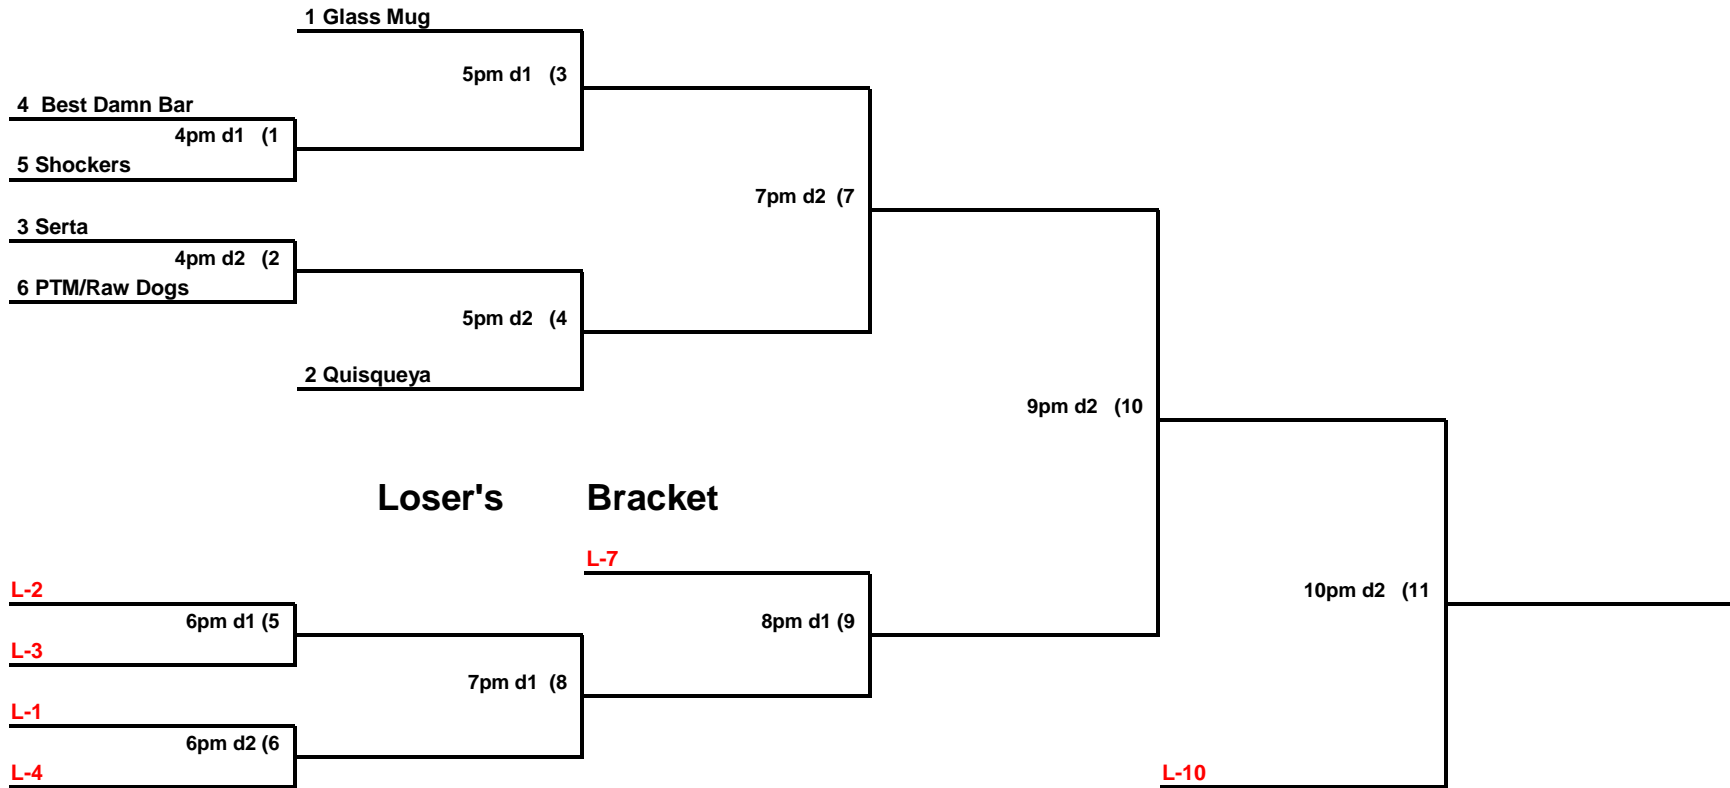 1 Glass Mug
5pm d1 (3
4 Best Damn Bar
4pm d1 (1
5 Shockers
7pm d2 (7
3 Serta
4pm d2 (2
6 PTM/Raw Dogs
5pm d2 (4
2 Quisqueya
9pm d2 (10
Loser's Bracket
L-7
L-2
10pm d2 (11
6pm d1 (5
8pm d1 (9
L-3
7pm d1 (8
L-1
6pm d2 (6
L-4
L-10